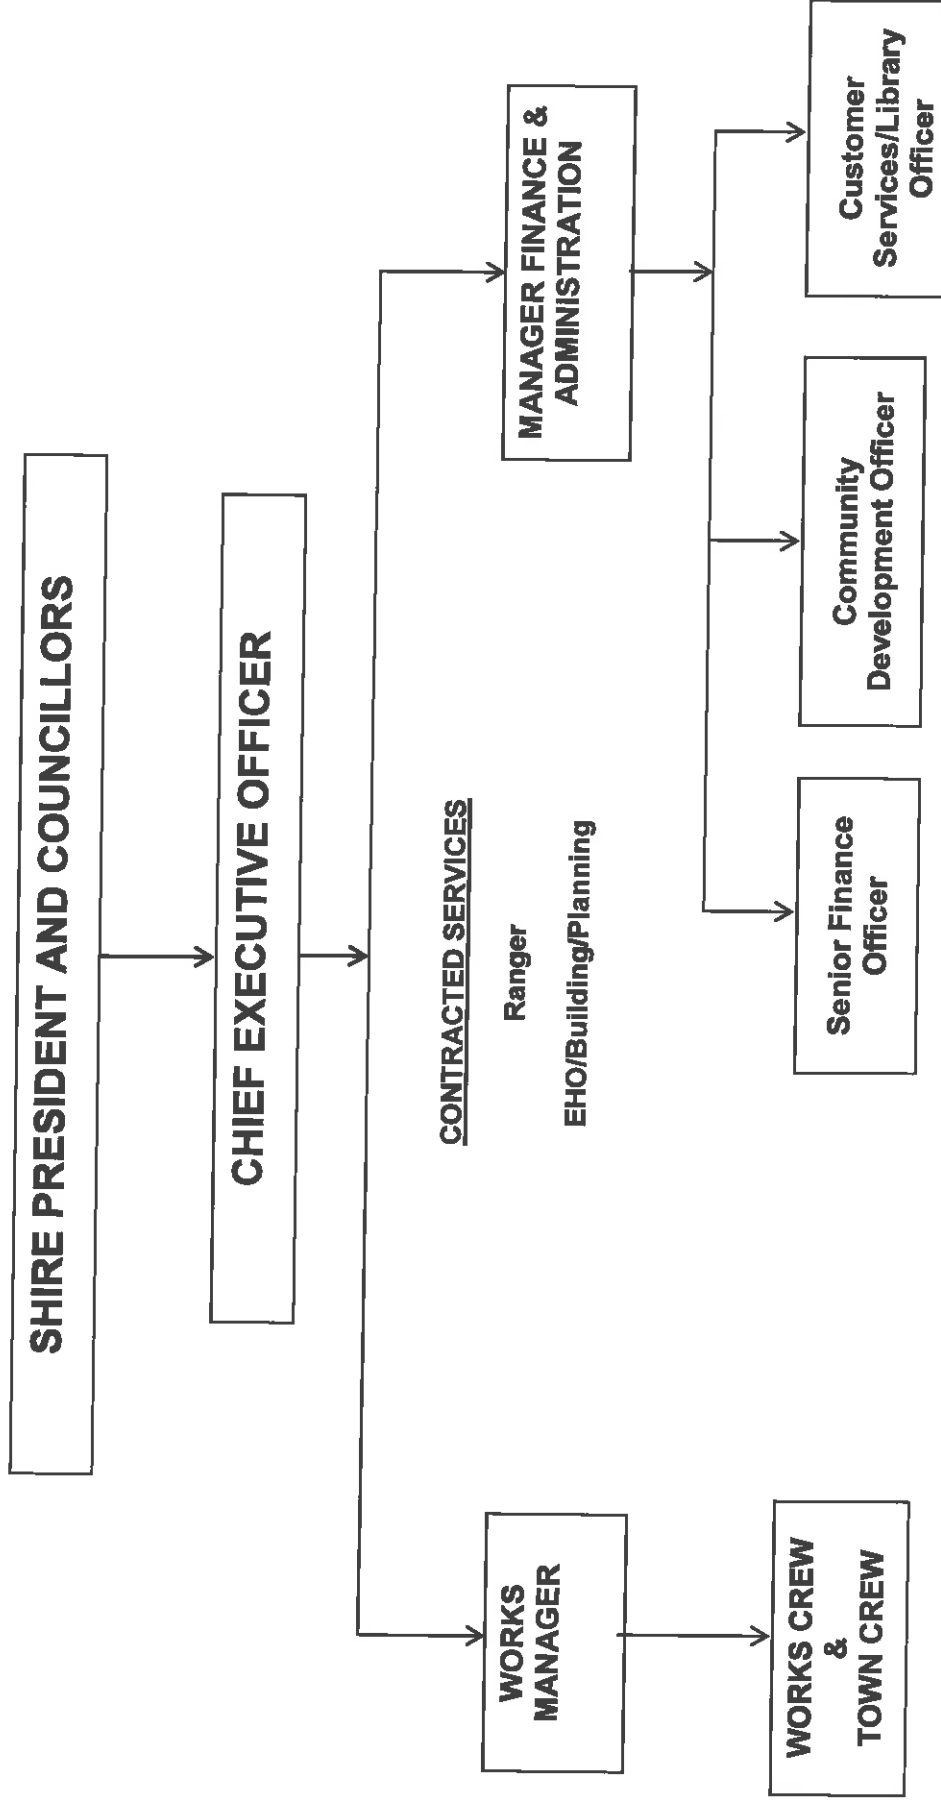 SHIRE PRESIDENT AND COUNCILLORS
CHIEF EXECUTIVE OFFICER
CONTRACTED SERVICES
Ranger
EHO/Building/Planning
WORKS
MANAGER
MANAGER FINANCE &
ADMINISTRATION
WORKS CREW
&
TOWN CREW
Senior Finance
Officer
Community
Development Officer
Customer
Services/Library
Officer